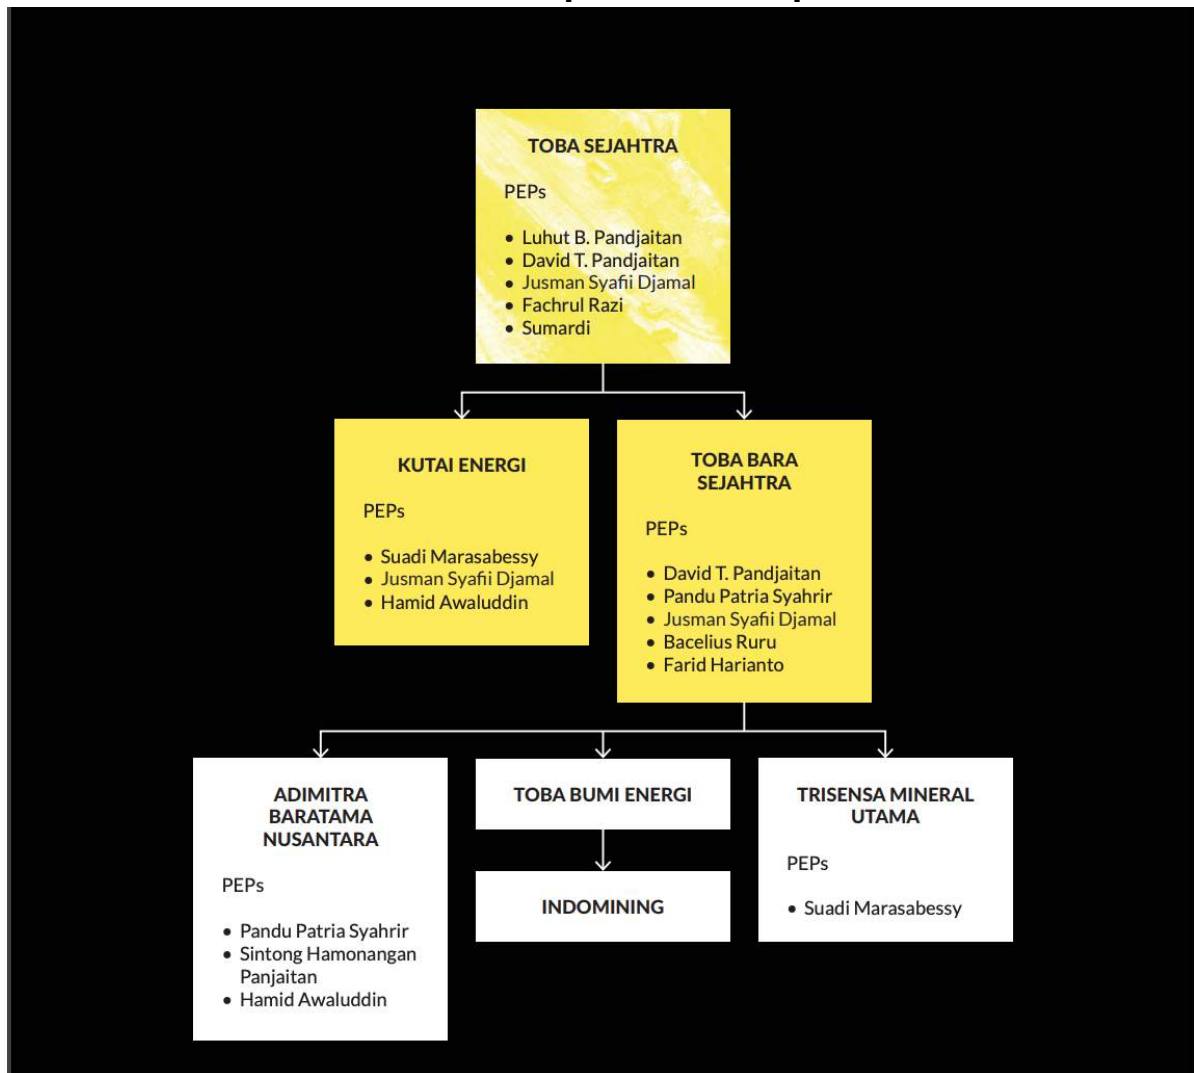 TOBA SEJAHTRA
PEPs
• Luhut B. Pandjaitan
• David T. Pandjaitan
• Jusman Syafii Djamal
• Fachrul Razi
• Sumardi
KUTAI ENERGI
PEPs
• Suadi Marasabessy
• Jusman Syafii Djamal
• Hamid Awaluddin
TOBA BARA
SEJAHTRA
PEPs
• David T. Pandjaitan
• Pandu Patria Syahrir
• Jusman Syafii Djamal
• Bacelius Ruru
• Farid Harianto
ADIMITRA
BARATAMA
NUSANTARA
PEPs
• Pandu Patria Syahrir
• Sintong Hamonangan
Panjaitan
• Hamid Awaluddin
TOBA BUMI ENERGI
INDOMINING
TRISENSA MINERAL
UTAMA
PEPs
• Suadi Marasabessy